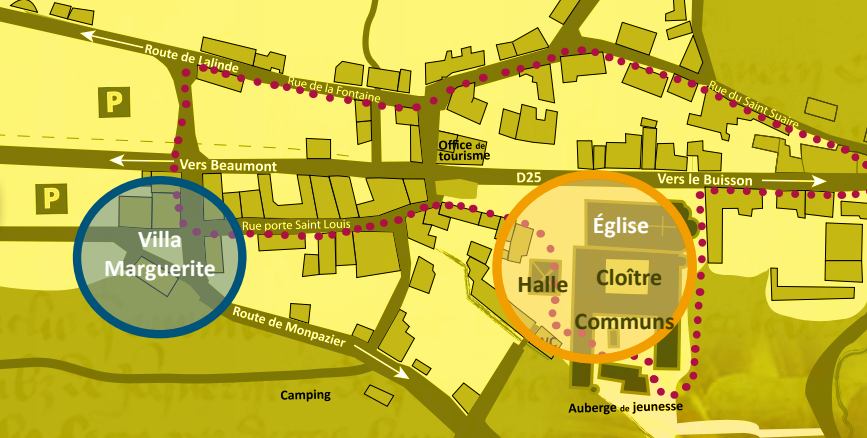 Route de Lalinde
Rue de la Fontaine
Rue du Saint Suaire
P
Office de
tourisme
Vers Beaumont
D25
Vers le Buisson
P
Rue porte Saint Louis
Église
Villa
Marguerite
Halle
Cloître
Communs
WC
Route de Monpazier
Camping
Auberge de jeunesse